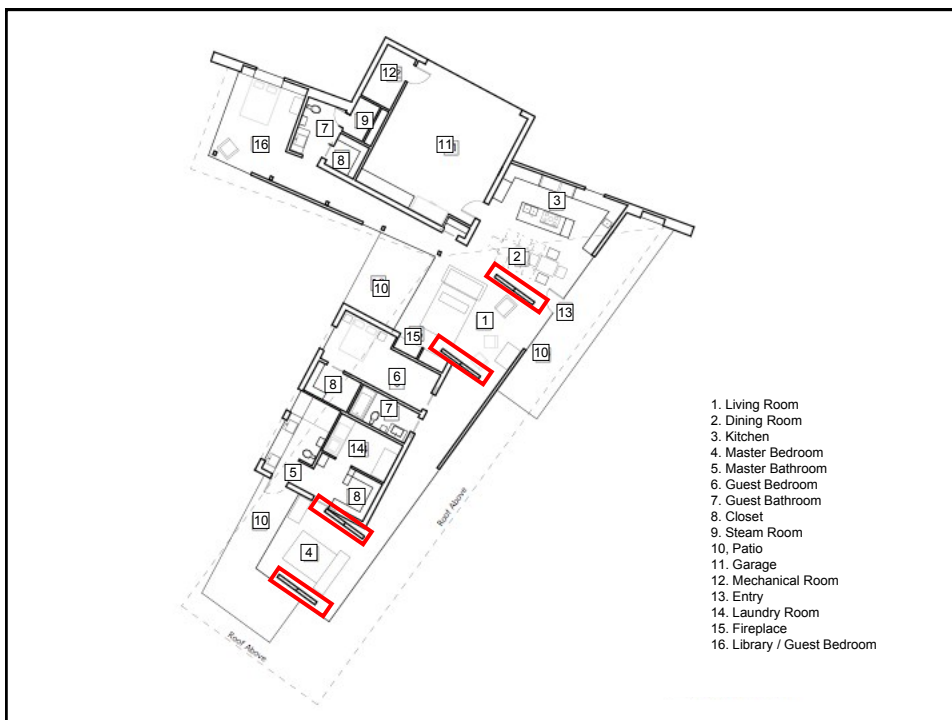 12
9
7
16
8
11
3
2
10
1
13
15
10
6
8
7
14
5
8
10
4
Roof Above
Roof Above
1. Living Room
2. Dining Room
3. Kitchen
4. Master Bedroom
5. Master Bathroom
6. Guest Bedroom
7. Guest Bathroom
8. Closet
9. Steam Room
10, Patio
11. Garage
12. Mechanical Room
13. Entry
14. Laundry Room
15. Fireplace
16. Library / Guest Bedroom